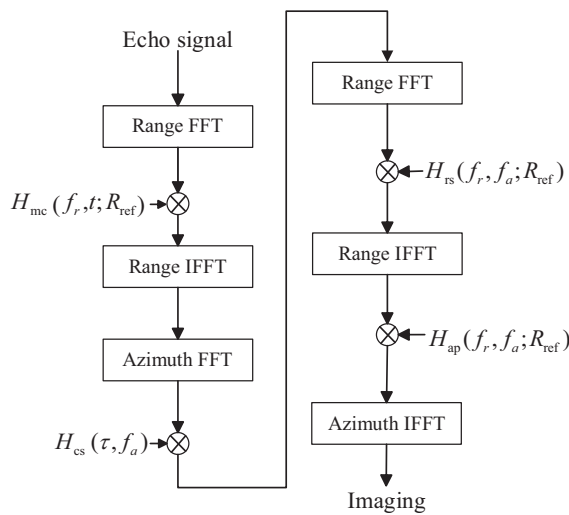 Echo signal
Range FFT
H_mc(f_r,t;R_ref)
Range IFFT
Azimuth FFT
H_cs(τ,f_a)
Range FFT
H_rs(f_r,f_a;R_ref)
Range IFFT
H_ap(f_r,f_a;R_ref)
Azimuth IFFT
Imaging